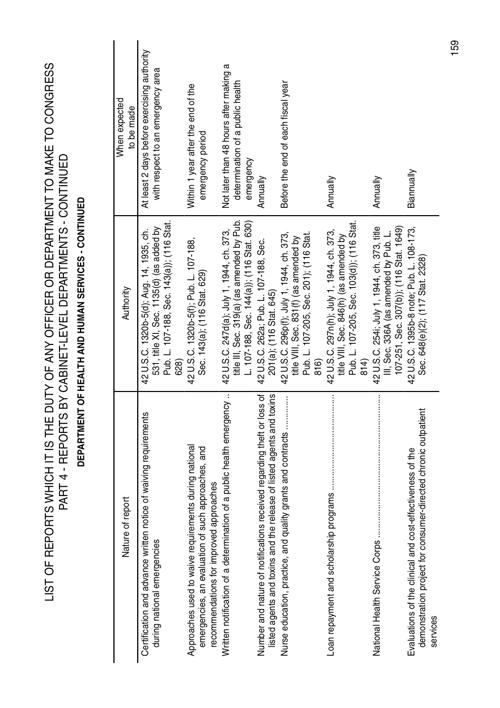 LIST OF REPORTS WHICH IT IS THE DUTY OF ANY OFFICER OR DEPARTMENT TO MAKE TO CONGRESS
PART 4 - REPORTS BY CABINET-LEVEL DEPARTMENTS - CONTINUED
DEPARTMENT OF HEALTH AND HUMAN SERVICES - CONTINUED
Nature of report
Authority
When expected
to be made
Certification and advance written notice of waiving requirements
during national emergencies
42 U.S.C. 1320b-5(d); Aug. 14, 1935, ch.
531, title XI, Sec. 1135(d) (as added by
Pub. L. 107-188, Sec. 143(a)); (116 Stat.
628)
At least 2 days before exercising authority
with respect to an emergency area
Approaches used to waive requirements during national
emergencies, an evaluation of such approaches, and
recommendations for improved approaches
42 U.S.C. 1320b-5(f); Pub. L. 107-188,
Sec. 143(a); (116 Stat. 629)
Within 1 year after the end of the
emergency period
Written notification of a determination of a public health emergency ..
42 U.S.C. 247d(a); July 1, 1944, ch. 373,
title III, Sec. 319(a) (as amended by Pub.
L. 107-188, Sec. 144(a)); (116 Stat. 630)
Not later than 48 hours after making a
determination of a public health
emergency
Number and nature of notifications received regarding theft or loss of
listed agents and toxins and the release of listed agents and toxins
42 U.S.C. 262a; Pub. L. 107-188, Sec.
201(a); (116 Stat. 645)
Annually
Nurse education, practice, and quality grants and contracts ............
42 U.S.C. 296p(f); July 1, 1944, ch. 373,
title VIII, Sec. 831(f) (as amended by
Pub. L. 107-205, Sec. 201); (116 Stat.
816)
Before the end of each fiscal year
Loan repayment and scholarship programs ....................................
42 U.S.C. 297n(h); July 1, 1944, ch. 373,
title VIII, Sec. 846(h) (as amended by
Pub. L. 107-205, Sec. 103(d)); (116 Stat.
814)
Annually
National Health Service Corps ....................................................
42 U.S.C. 254i; July 1, 1944, ch. 373, title
III, Sec. 336A (as amended by Pub. L.
107-251, Sec. 307(b)); (116 Stat. 1649)
Annually
Evaluations of the clinical and cost-effectiveness of the
demonstration project for consumer-directed chronic outpatient
services
42 U.S.C. 1395b-8 note; Pub. L. 108-173,
Sec. 648(e)(2); (117 Stat. 2328)
Biannually
159